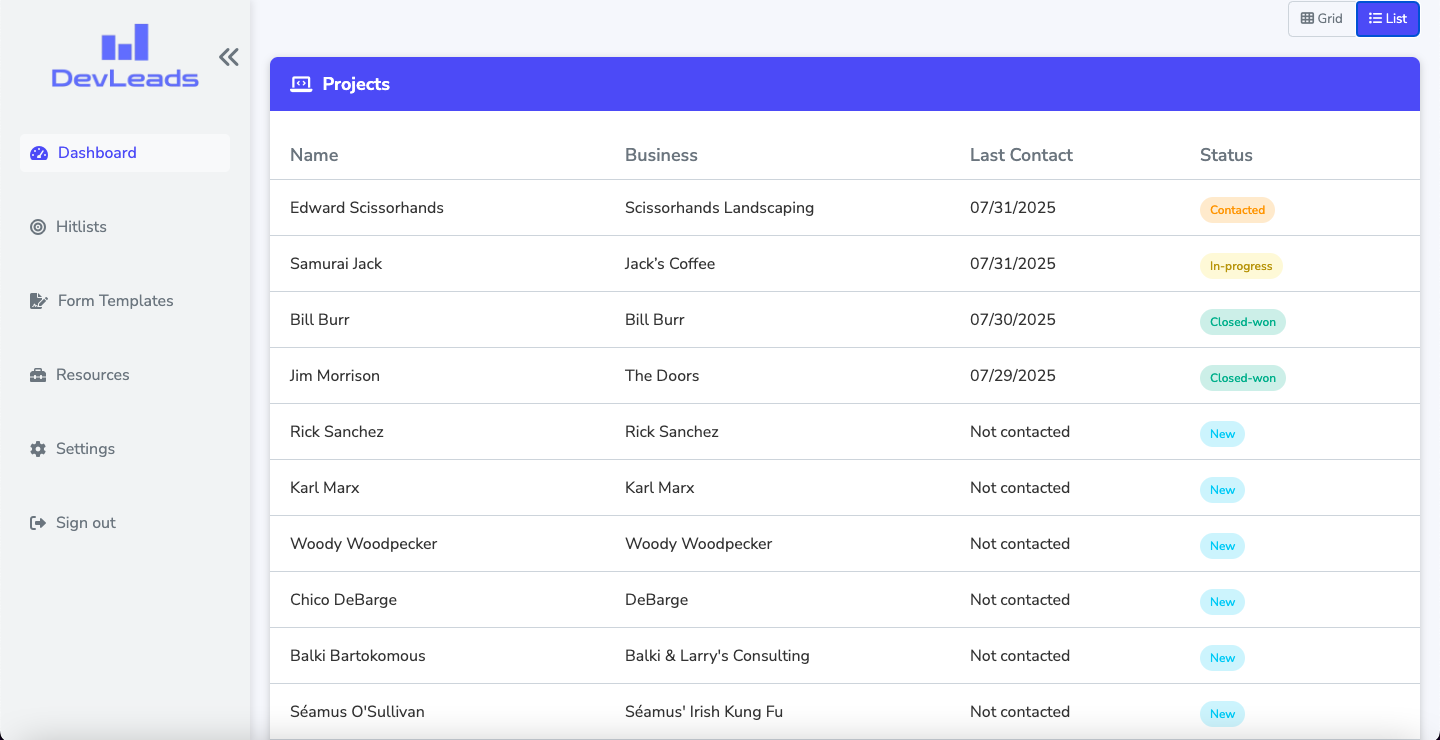 DevLeads
Dashboard
Hitlists
Form Templates
Resources
Settings
Sign out
Grid List
Projects
Name Business Last Contact Status
Edward Scissorhands Scissorhands Landscaping 07/31/2025 Contacted
Samurai Jack Jack's Coffee 07/31/2025 In-progress
Bill Burr Bill Burr 07/30/2025 Closed-won
Jim Morrison The Doors 07/29/2025 Closed-won
Rick Sanchez Rick Sanchez Not contacted New
Karl Marx Karl Marx Not contacted New
Woody Woodpecker Woody Woodpecker Not contacted New
Chico DeBarge DeBarge Not contacted New
Balki Bartokomous Balki & Larry's Consulting Not contacted New
Séamus O'Sullivan Séamus' Irish Kung Fu Not contacted New